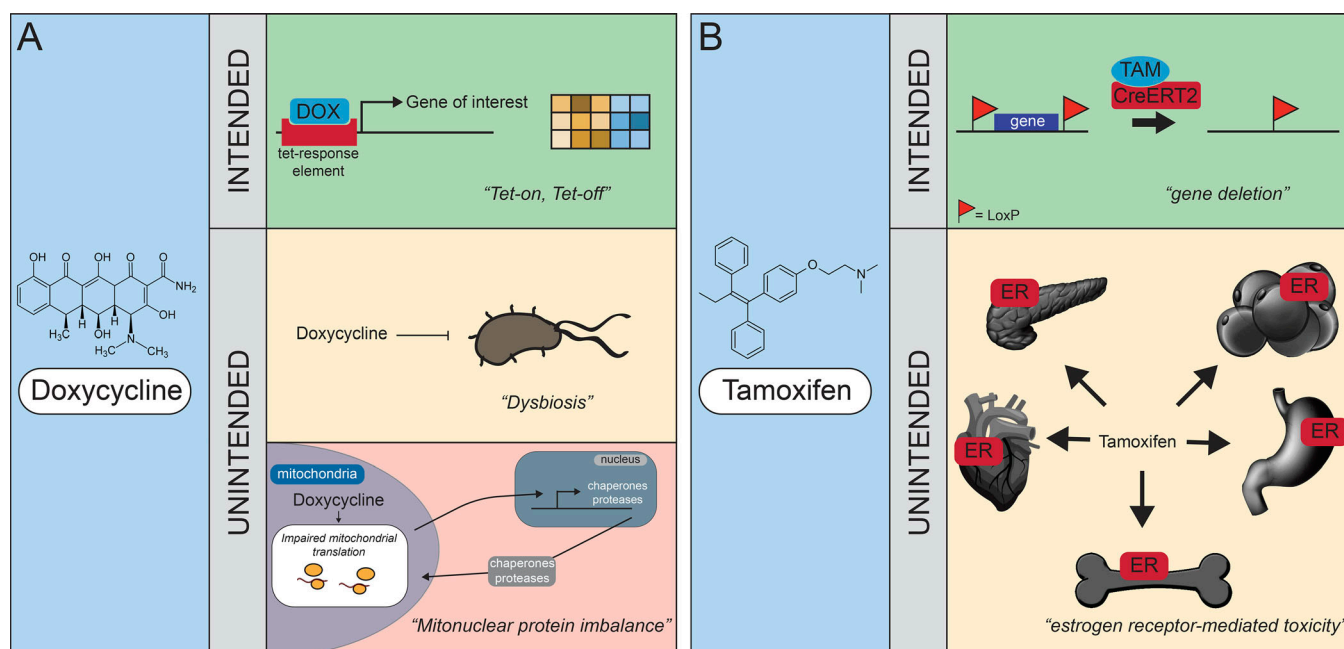 A
INTENDED
DOX
Gene of interest
tet-response
element
"Tet-on, Tet-off"
OH
O
OH
O
O
NH₂
OH
H
H
H₃C
OH
N
H₃C
CH₃
Doxycycline
UNINTENDED
Doxycycline
"Dysbiosis"
mitochondria
Doxycycline
Impaired mitochondrial
translation
nucleus
chaperones
proteases
chaperones
proteases
"Mitonuclear protein imbalance"
B
INTENDED
gene
TAM
CreERT2
"gene deletion"
= LoxP
O
N
Tamoxifen
UNINTENDED
ER
ER
ER
Tamoxifen
ER
ER
"estrogen receptor-mediated toxicity"